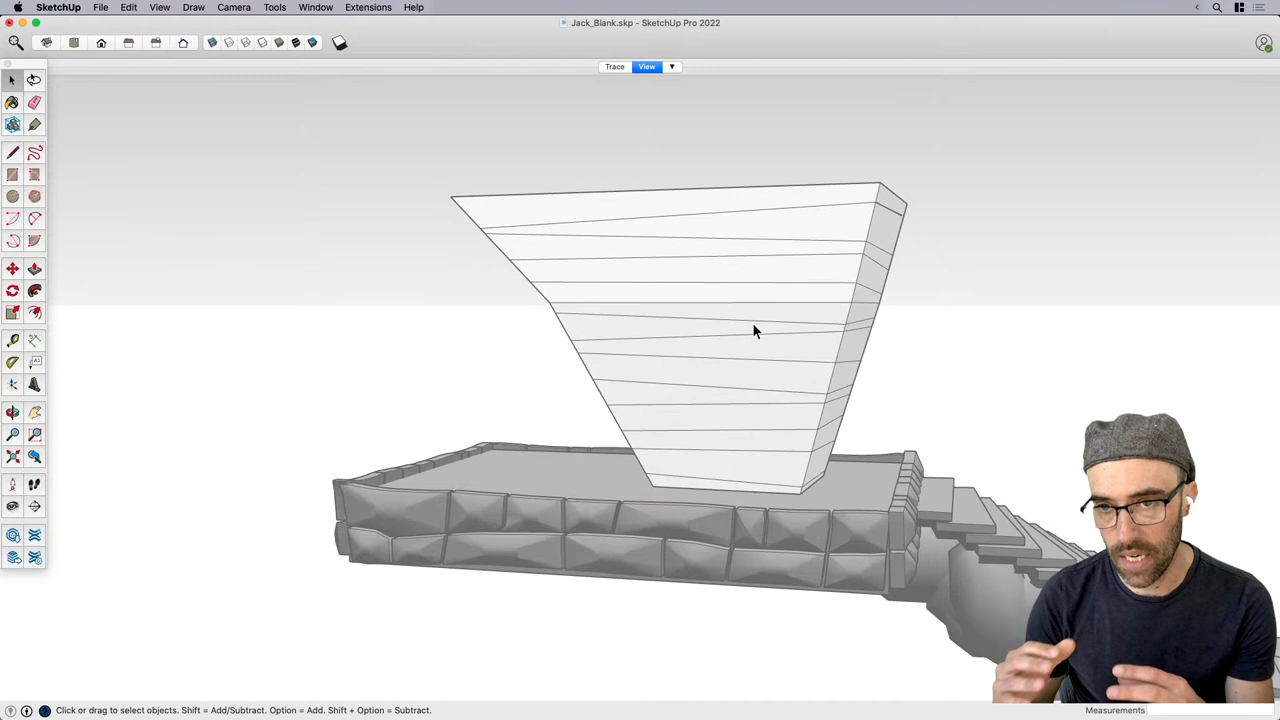 SketchUp File Edit View Draw Camera Tools Window Extensions Help
Jack_Blank.skp - SketchUp Pro 2022
Trace View
A1
Click or drag to select objects. Shift = Add/Subtract. Option = Add. Shift + Option = Subtract. Measurements